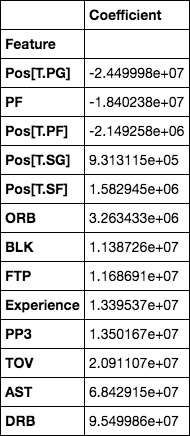 Coefficient
Feature
Pos[T.PG] -2.449998e+07
PF -1.840238e+07
Pos[T.PF] -2.149258e+06
Pos[T.SG] 9.313115e+05
Pos[T.SF] 1.582945e+06
ORB 3.263433e+06
BLK 1.138726e+07
FTP 1.168691e+07
Experience 1.339537e+07
PP3 1.350167e+07
TOV 2.091107e+07
AST 6.842915e+07
DRB 9.549986e+07